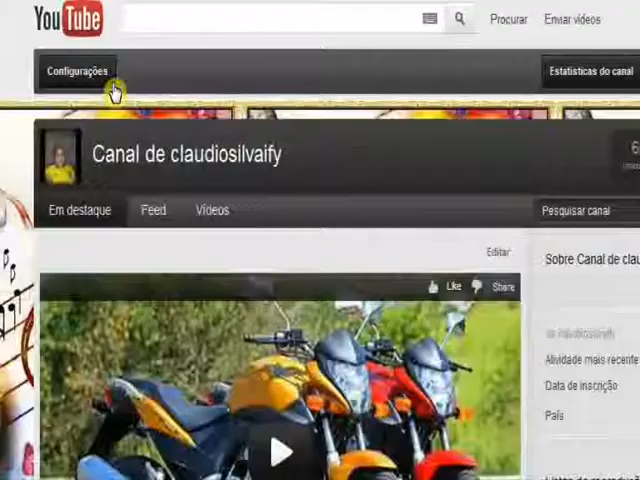 YouTube
Procurar
Enviar vídeos
Configurações
Estatísticas do canal
Canal de claudiosilvaify
6
Em destaque
Feed
Vídeos
Pesquisar canal
Editar
Sobre Canal de clau
Like
Share
Atividade mais recente
Data de inscrição
País